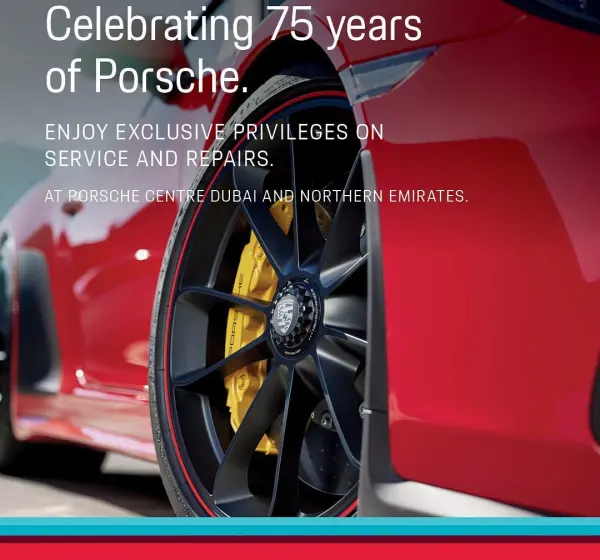 Celebrating 75 years
of Porsche.
ENJOY EXCLUSIVE PRIVILEGES ON
SERVICE AND REPAIRS.
AT PORSCHE CENTRE DUBAI AND NORTHERN EMIRATES.
PORSCHE